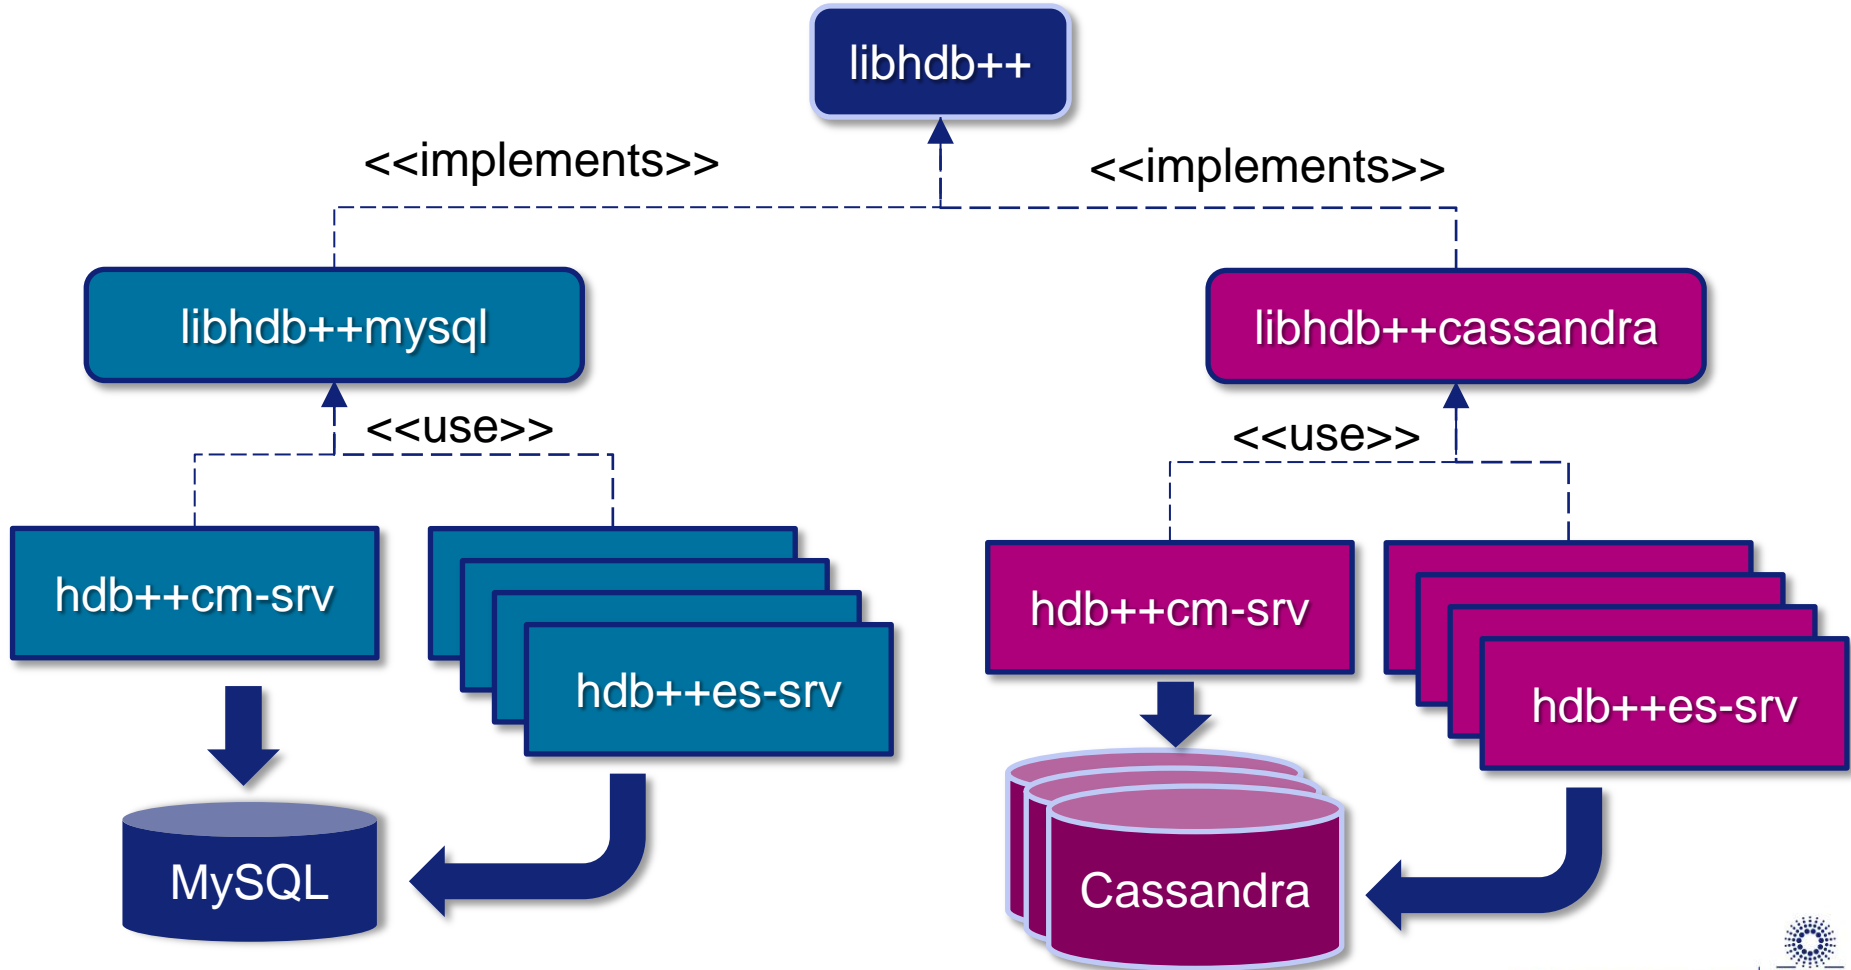 libhdb++
<<implements>>
<<implements>>
libhdb++mysql
libhdb++cassandra
<<use>>
<<use>>
hdb++cm-srv
hdb++es-srv
hdb++cm-srv
hdb++es-srv
MySQL
Cassandra